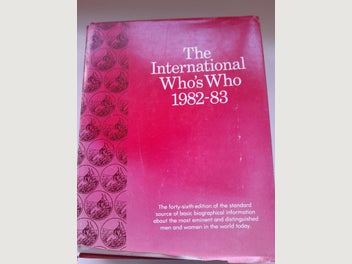 The
International
Who's Who
1982-83
The forty-sixth edition of the standard
source of basic biographical information
about the most eminent and distinguished
men and women in the world today.